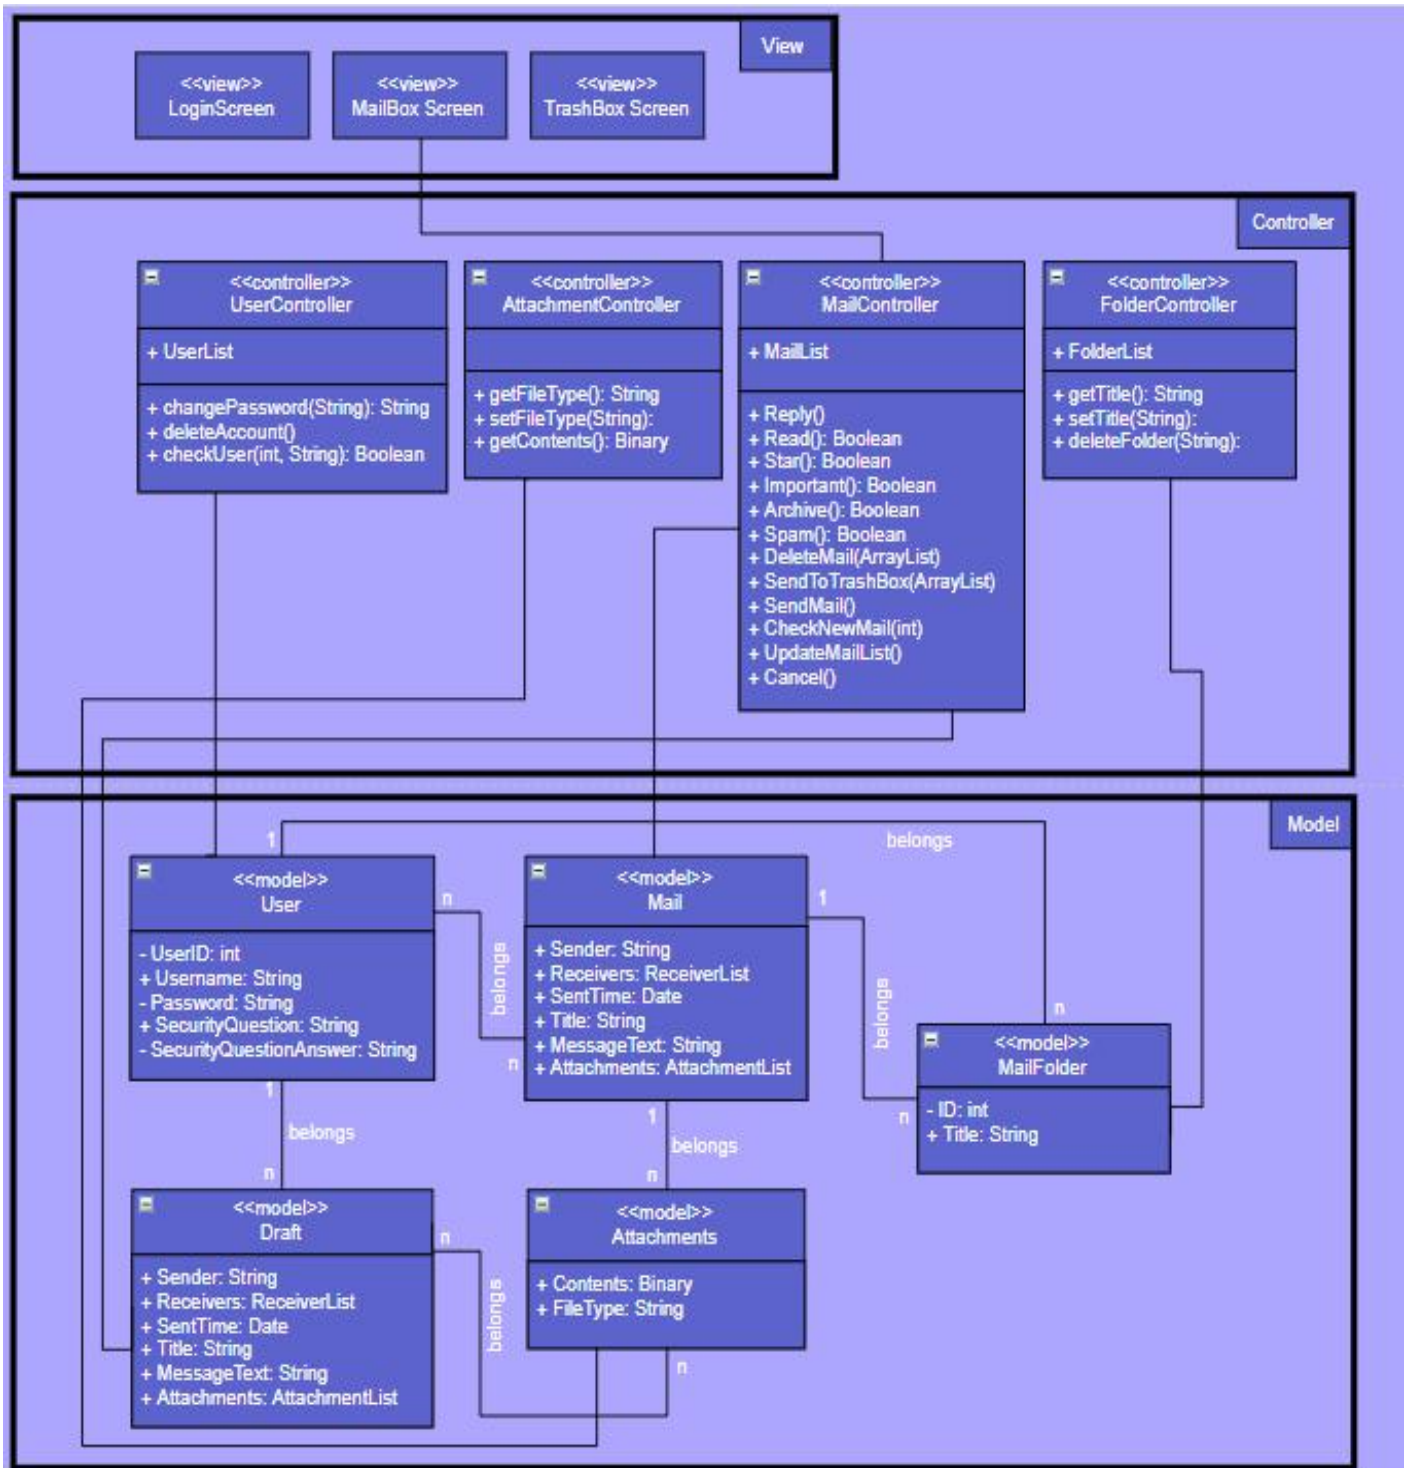 View
<<view>>
LoginScreen
<<view>>
MailBox Screen
<<view>>
TrashBox Screen
Controller
<<controller>>
UserController
+ UserList
+ changePassword(String): String
+ deleteAccount()
+ checkUser(int, String): Boolean
<<controller>>
AttachmentController
+ getFileType(): String
+ setFileType(String):
+ getContents(): Binary
<<controller>>
MailController
+ MailList
+ Reply()
+ Read(): Boolean
+ Star(): Boolean
+ Important(): Boolean
+ Archive(): Boolean
+ Spam(): Boolean
+ DeleteMail(ArrayList)
+ SendToTrashBox(ArrayList)
+ SendMail()
+ CheckNewMail(int)
+ UpdateMailList()
+ Cancel()
<<controller>>
FolderController
+ FolderList
+ getTitle(): String
+ setTitle(String):
+ deleteFolder(String):
Model
1
belongs
n
<<model>>
User
- UserID: int
+ Username: String
- Password: String
+ SecurityQuestion: String
- SecurityQuestionAnswer: String
n
belongs
n
<<model>>
Mail
+ Sender: String
+ Receivers: ReceiverList
+ SentTime: Date
+ Title: String
+ MessageText: String
+ Attachments: AttachmentList
1
belongs
n
<<model>>
MailFolder
- ID: int
+ Title: String
1
belongs
n
1
belongs
n
<<model>>
Draft
+ Sender: String
+ Receivers: ReceiverList
+ SentTime: Date
+ Title: String
+ MessageText: String
+ Attachments: AttachmentList
n
belongs
n
<<model>>
Attachments
+ Contents: Binary
+ FileType: String